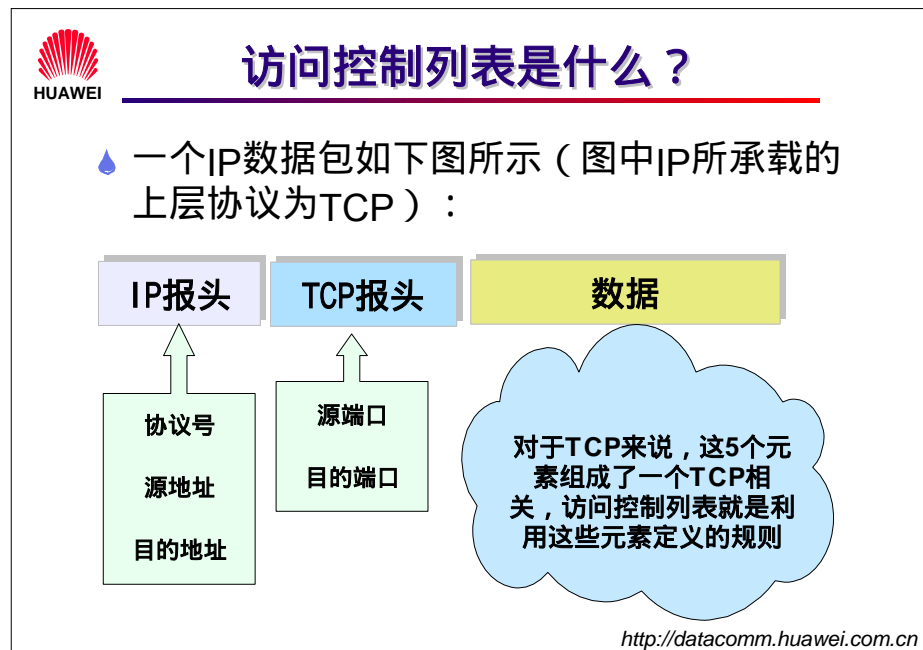 HUAWEI
访问控制列表是什么？
一个IP数据包如下图所示（图中IP所承载的
上层协议为TCP）：
IP报头
TCP报头
数据
协议号
源地址
目的地址
源端口
目的端口
对于TCP来说，这5个元
素组成了一个TCP相
关，访问控制列表就是利
用这些元素定义的规则
http://datacomm.huawei.com.cn